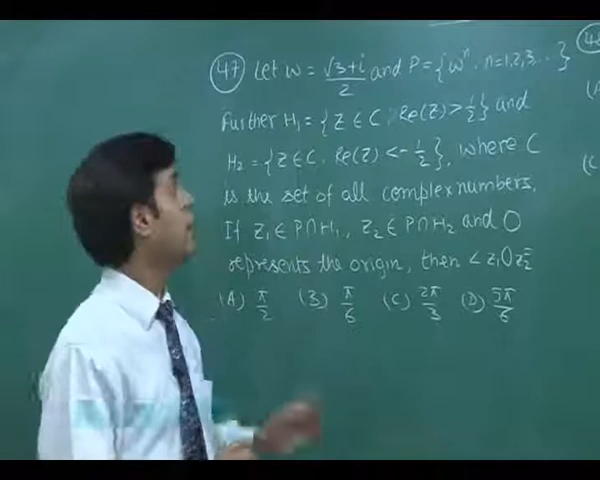 47 Let w = √3+i / 2 and P = {wⁿ. n=1,2,3...}
Further H₁ = {Z ∈ C. Re(Z) > 1/2} and
H₂ = {Z ∈ C. Re(Z) < -1/2}, where C
is the set of all complex numbers.
If Z₁ ∈ P∩H₁, Z₂ ∈ P∩H₂ and O
represents the origin, then ∠Z₁OZ₂ =
(A) π/2 (B) π/6 (C) 2π/3 (D) 5π/6